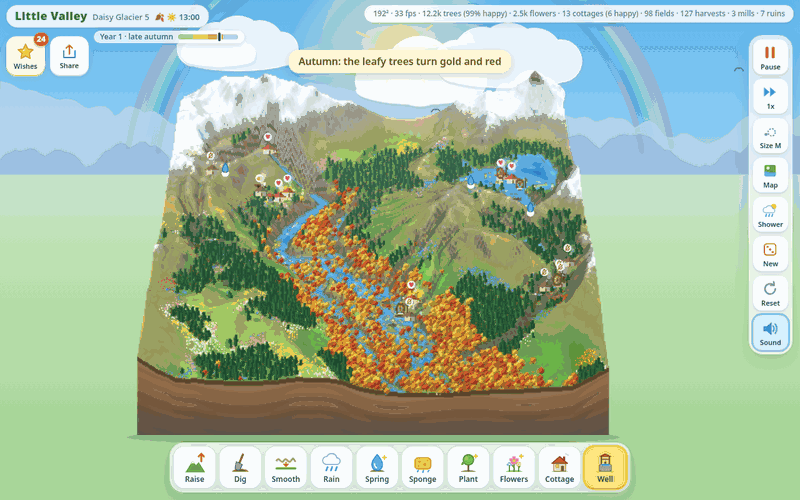 Little Valley Daisy Glacier 5 13:00
192² · 33 fps · 12.2k trees (99% happy) · 2.5k flowers · 13 cottages (6 happy) · 98 fields · 127 harvests · 3 mills · 7 ruins
Year 1 · late autumn
24
Wishes
Share
Autumn: the leafy trees turn gold and red
Pause
1x
Size M
Map
Shower
New
Reset
Sound
Raise
Dig
Smooth
Rain
Spring
Sponge
Plant
Flowers
Cottage
Well